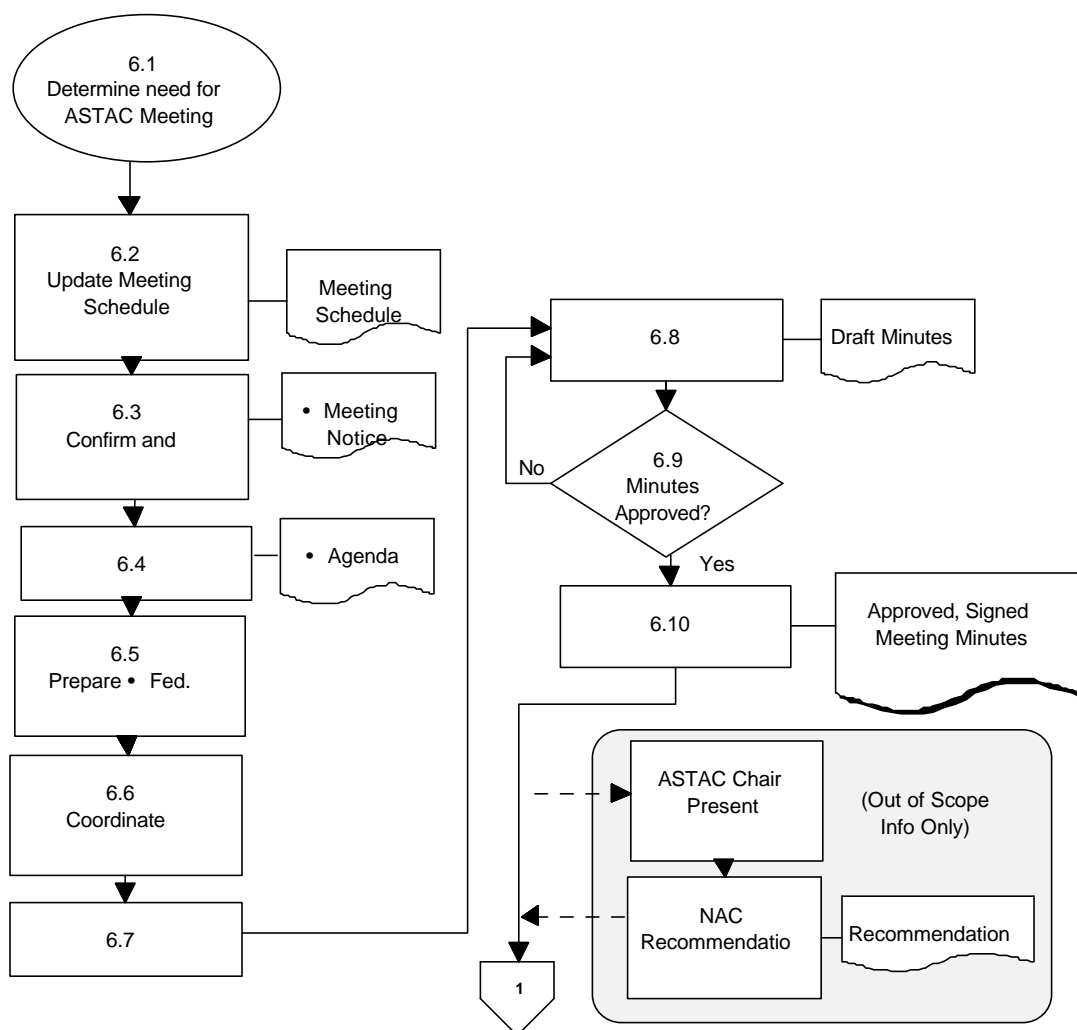 6.1
Determine need for
ASTAC Meeting
6.2
Update Meeting
Schedule
Meeting
Schedule
6.3
Confirm and
• Meeting
Notice
6.4
• Agenda
6.5
Prepare • Fed.
6.6
Coordinate
6.7
6.8
Draft Minutes
6.9
Minutes
Approved?
No
Yes
6.10
Approved, Signed
Meeting Minutes
ASTAC Chair
Present
(Out of Scope
Info Only)
NAC
Recommendatio
Recommendation
1